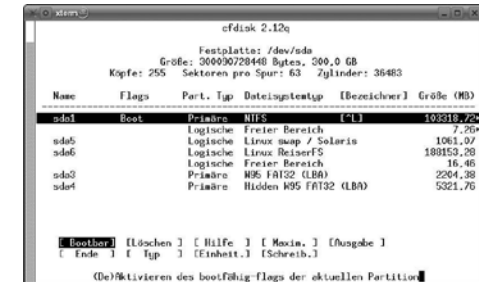 xterm
cfdisk 2.12q
Festplatte: /dev/sda
Größe: 300090728448 Bytes, 300,0 GB
Köpfe: 255 Sektoren pro Spur: 63 Zylinder: 36483
Name Flags Part. Typ Dateisystemtyp [Bezeichner] Größe (MB)
sda1 Boot Primäre NTFS [^L] 103318,72*
Logische Freier Bereich 7,26*
sda5 Logische Linux swap / Solaris 1061,07
sda6 Logische Linux ReiserFS 188153,28
Logische Freier Bereich 16,46
sda3 Primäre W95 FAT32 (LBA) 2204,38
sda4 Primäre Hidden W95 FAT32 (LBA) 5321,76
[ Bootbar] [Löschen ] [ Hilfe ] [ Maxim. ] [Ausgabe ]
[ Ende ] [ Typ ] [Einheit.] [Schreib.]
(De)Aktivieren des bootfähig-flags der aktuellen Partition